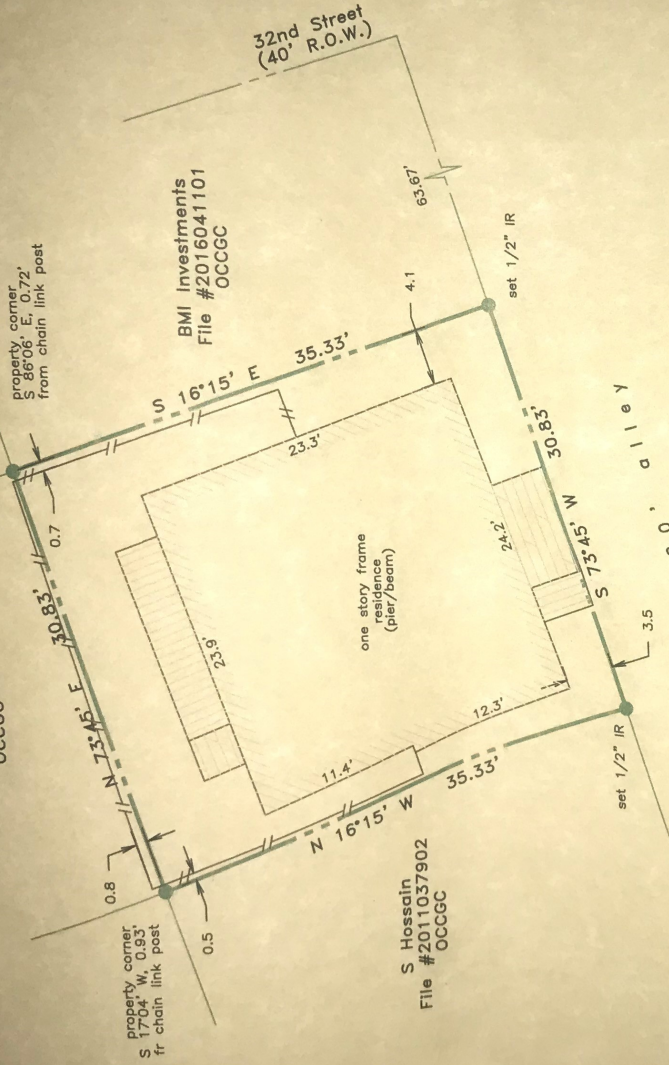 32nd Street
(40' R.O.W.)
property corner
S 86°06' E, 0.72'
from chain link post
BMI Investments
File #2016041101
OCCGC
63.67'
4.1
set 1/2" IR
S 16°15' E 35.33'
0.7
23.3'
N 73°45' E 30.83'
23.9'
one story frame
residence
(pier/beam)
24.2'
S 73°45' W 30.83'
alley
3.5
12.3'
11.4'
N 16°15' W 35.33'
set 1/2" IR
0.8
0.5
property corner
S 17°04' W, 0.93'
fr chain link post
S Hossain
File #2011037902
OCCGC